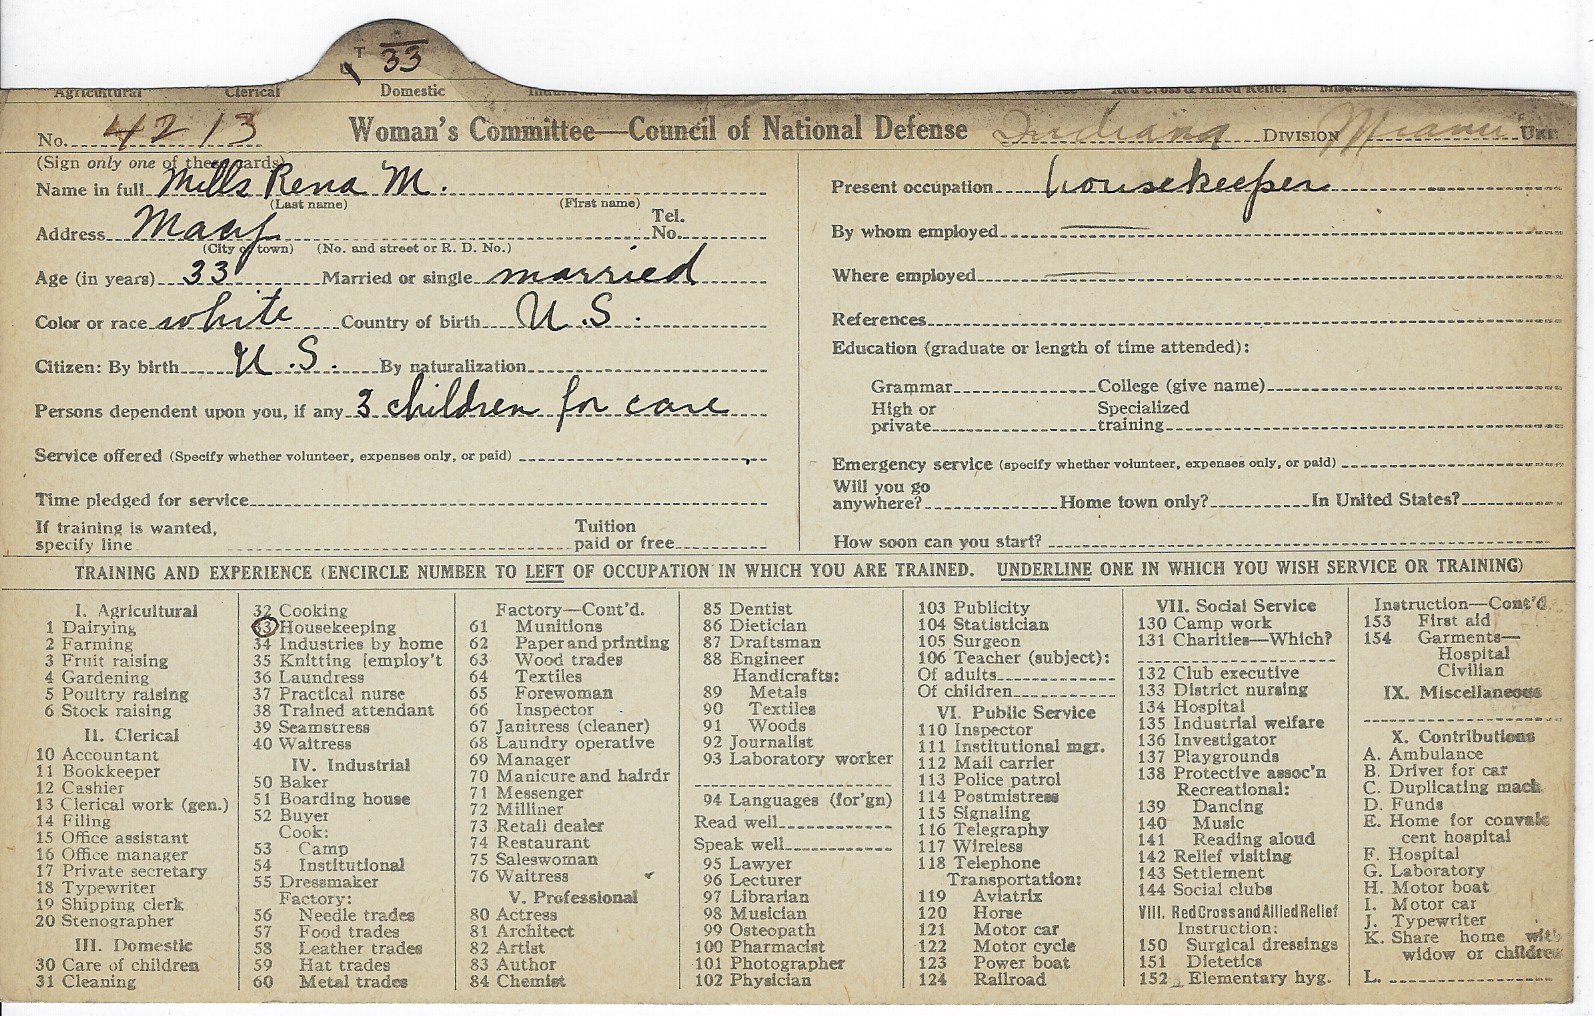 T 33
Agricultural Clerical Domestic Red Cross & Allied Relief Miscellaneous
No. 4213 Woman's Committee—Council of National Defense Indiana DIVISION Miami UNIT
(Sign only one of these cards)
Name in full Mills Rena M.
(Last name) (First name)
Address Macy Tel. No.
(City or town) (No. and street or R. D. No.)
Age (in years) 33 Married or single married
Color or race white Country of birth U.S.
Citizen: By birth U.S. By naturalization
Persons dependent upon you, if any 3 children for care
Service offered (Specify whether volunteer, expenses only, or paid)
Time pledged for service
If training is wanted, specify line Tuition paid or free
Present occupation housekeeper
By whom employed
Where employed
References
Education (graduate or length of time attended):
Grammar College (give name)
High or private Specialized training
Emergency service (specify whether volunteer, expenses only, or paid)
Will you go anywhere? Home town only? In United States?
How soon can you start?
TRAINING AND EXPERIENCE (ENCIRCLE NUMBER TO LEFT OF OCCUPATION IN WHICH YOU ARE TRAINED. UNDERLINE ONE IN WHICH YOU WISH SERVICE OR TRAINING)
I. Agricultural
1 Dairying
2 Farming
3 Fruit raising
4 Gardening
5 Poultry raising
6 Stock raising
II. Clerical
10 Accountant
11 Bookkeeper
12 Cashier
13 Clerical work (gen.)
14 Filing
15 Office assistant
16 Office manager
17 Private secretary
18 Typewriter
19 Shipping clerk
20 Stenographer
III. Domestic
30 Care of children
31 Cleaning
32 Cooking
33 Housekeeping
34 Industries by home
35 Knitting [employ't
36 Laundress
37 Practical nurse
38 Trained attendant
39 Seamstress
40 Waitress
IV. Industrial
50 Baker
51 Boarding house
52 Buyer
Cook:
53 Camp
54 Institutional
55 Dressmaker
Factory:
56 Needle trades
57 Food trades
58 Leather trades
59 Hat trades
60 Metal trades
Factory—Cont'd.
61 Munitions
62 Paper and printing
63 Wood trades
64 Textiles
65 Forewoman
66 Inspector
67 Janitress (cleaner)
68 Laundry operative
69 Manager
70 Manicure and hairdr
71 Messenger
72 Milliner
73 Retail dealer
74 Restaurant
75 Saleswoman
76 Waitress
V. Professional
80 Actress
81 Architect
82 Artist
83 Author
84 Chemist
85 Dentist
86 Dietician
87 Draftsman
88 Engineer
Handicrafts:
89 Metals
90 Textiles
91 Woods
92 Journalist
93 Laboratory worker
94 Languages (for'gn)
Read well
Speak well
95 Lawyer
96 Lecturer
97 Librarian
98 Musician
99 Osteopath
100 Pharmacist
101 Photographer
102 Physician
103 Publicity
104 Statistician
105 Surgeon
106 Teacher (subject):
Of adults
Of children
VI. Public Service
110 Inspector
111 Institutional mgr.
112 Mail carrier
113 Police patrol
114 Postmistress
115 Signaling
116 Telegraphy
117 Wireless
118 Telephone
Transportation:
119 Aviatrix
120 Horse
121 Motor car
122 Motor cycle
123 Power boat
124 Railroad
VII. Social Service
130 Camp work
131 Charities—Which?
132 Club executive
133 District nursing
134 Hospital
135 Industrial welfare
136 Investigator
137 Playgrounds
138 Protective assoc'n
Recreational:
139 Dancing
140 Music
141 Reading aloud
142 Relief visiting
143 Settlement
144 Social clubs
VIII. Red Cross and Allied Relief
Instruction:
150 Surgical dressings
151 Dietetics
152 Elementary hyg.
Instruction—Cont'd
153 First aid
154 Garments—
Hospital
Civilian
IX. Miscellaneous
X. Contributions
A. Ambulance
B. Driver for car
C. Duplicating mach
D. Funds
E. Home for convale
cent hospital
F. Hospital
G. Laboratory
H. Motor boat
I. Motor car
J. Typewriter
K. Share home with
widow or children
L.